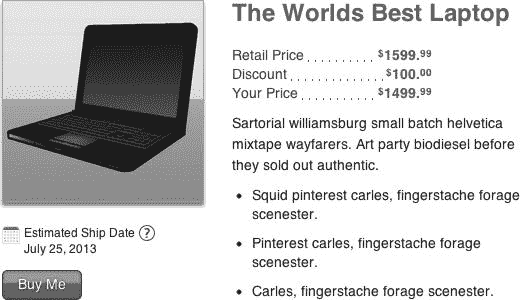 The Worlds Best Laptop
Retail Price . . . . . . . . . . $1599.99
Discount . . . . . . . . . . . . . . $100.00
Your Price . . . . . . . . . . . $1499.99
Sartorial williamsburg small batch helvetica
mixtape wayfarers. Art party biodiesel before
they sold out authentic.
• Squid pinterest carles, fingerstache forage
scenester.
• Pinterest carles, fingerstache forage
scenester.
• Carles, fingerstache forage scenester.
Estimated Ship Date ?
July 25, 2013
Buy Me